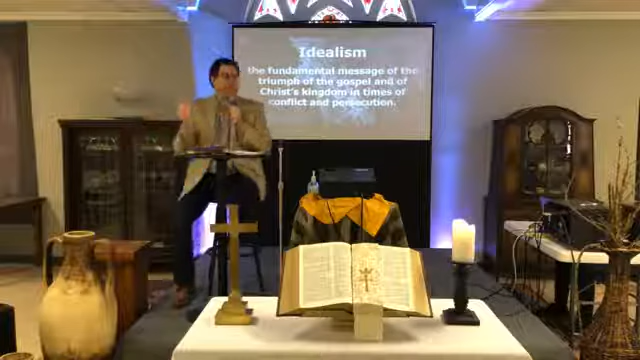 Idealism
the fundamental message of the
triumph of the gospel and of
Christ's kingdom in times of
conflict and persecution.